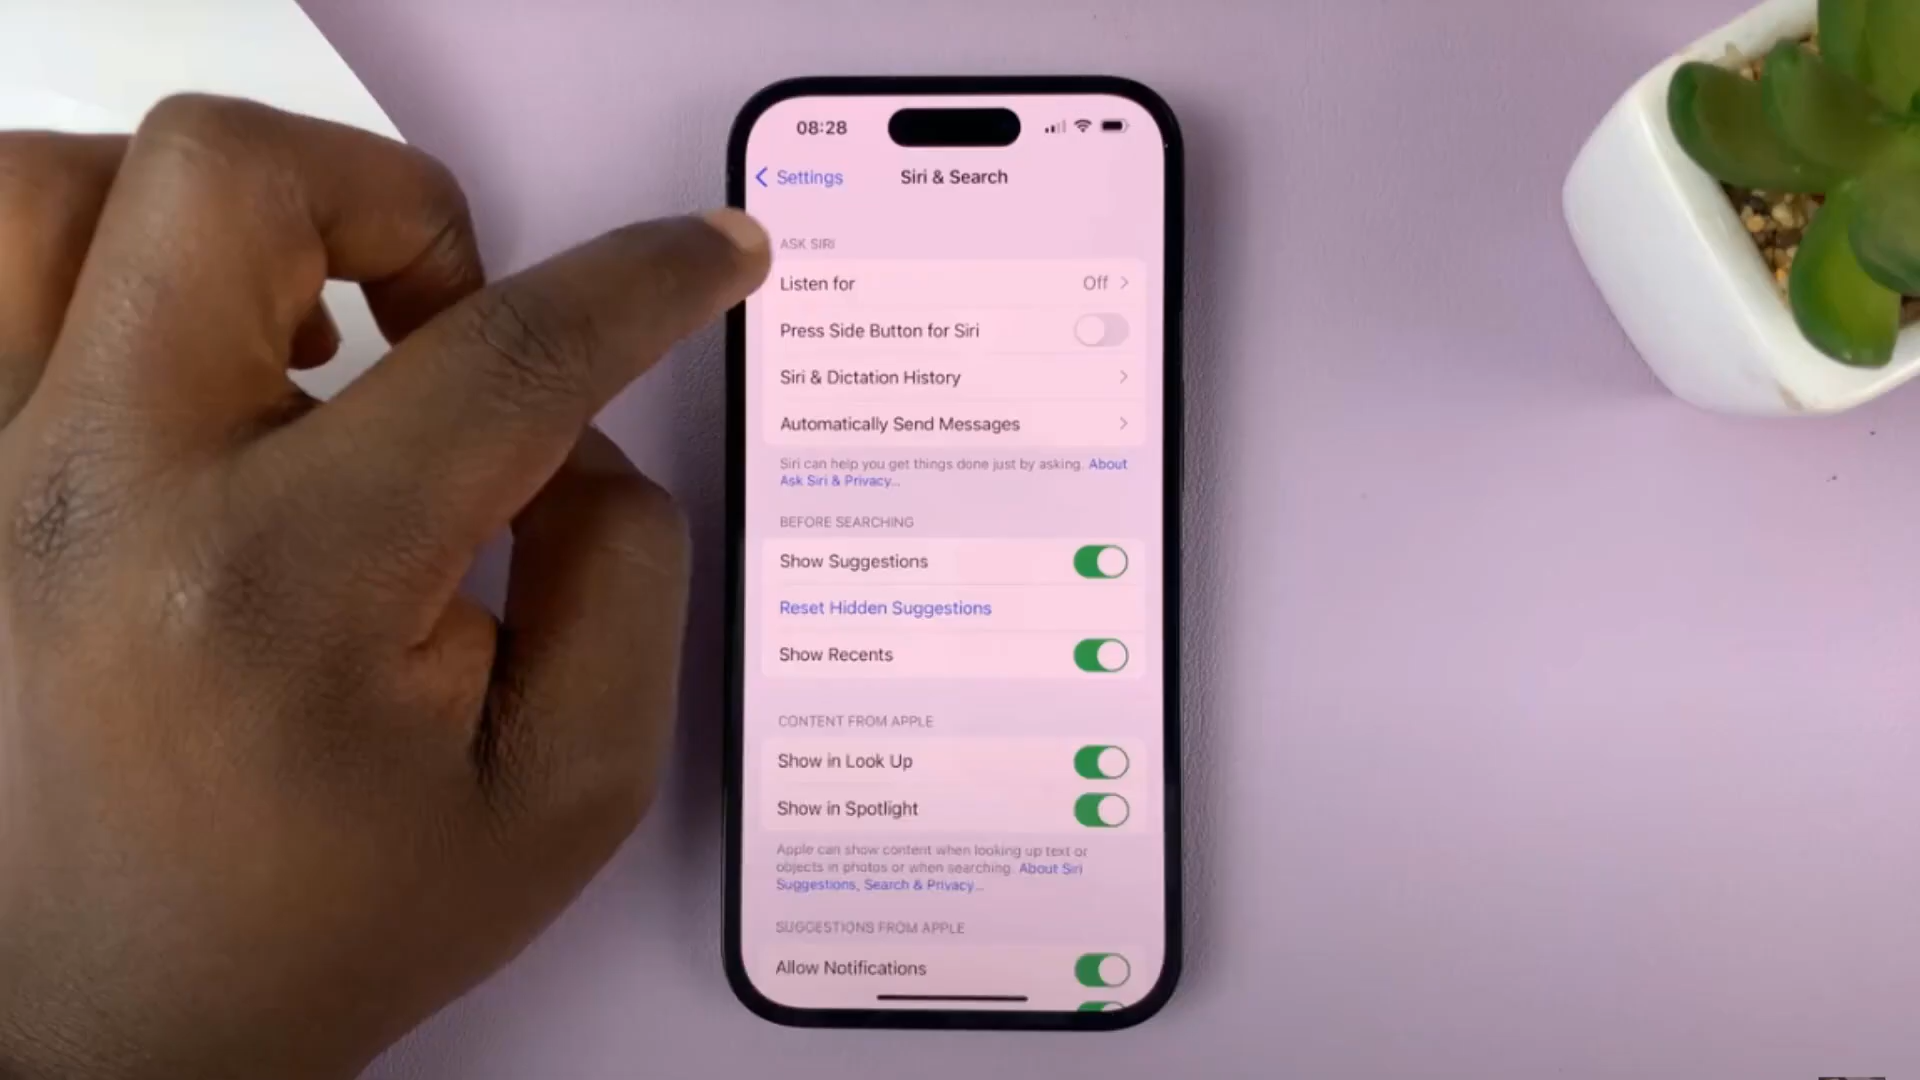 08:28
Settings
Siri & Search
ASK SIRI
Listen for
Off
Press Side Button for Siri
Siri & Dictation History
Automatically Send Messages
Siri can help you get things done just by asking. About
Ask Siri & Privacy...
BEFORE SEARCHING
Show Suggestions
Reset Hidden Suggestions
Show Recents
CONTENT FROM APPLE
Show in Look Up
Show in Spotlight
Apple can show content when looking up text or
objects in photos or when searching. About Siri
Suggestions, Search & Privacy...
SUGGESTIONS FROM APPLE
Allow Notifications